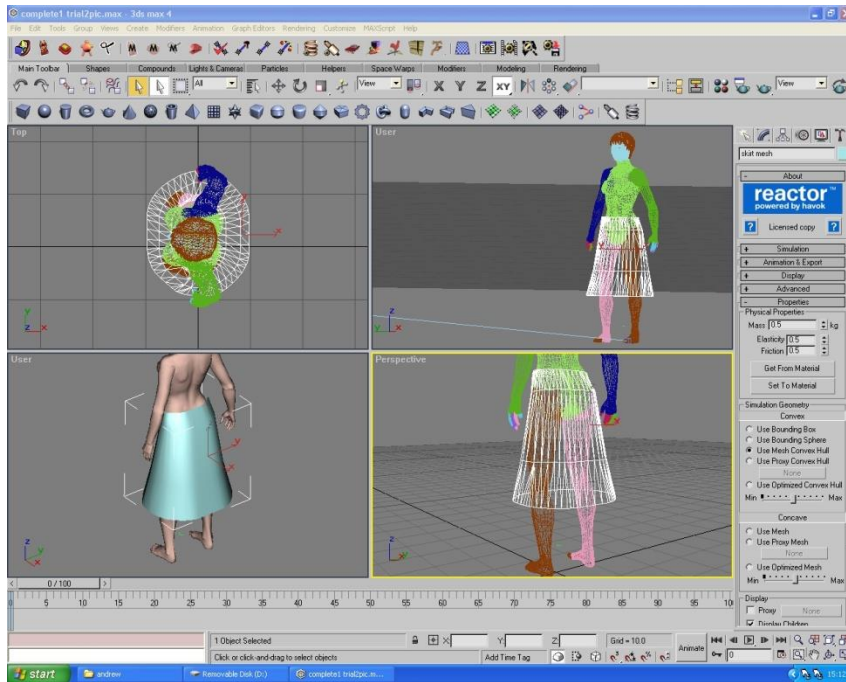 complete1 trial2pic.max - 3ds max 4
File Edit Tools Group Views Create Modifiers Animation Graph Editors Rendering Customize MAXScript Help
Main Toolbar Shapes Compounds Lights & Cameras Particles Helpers Space Warps Modifiers Modeling Rendering
All View X Y Z XY View
Top
User
User
Perspective
x y z x
skirt mesh
- About
reactor™
powered by havok
? Licensed copy ?
+ Simulation
+ Animation & Export
+ Display
+ Advanced
- Properties
Physical Properties
Mass 0.5 kg
Elasticity 0.5
Friction 0.5
Get From Material
Set To Material
Simulation Geometry
Convex
Use Bounding Box
Use Bounding Sphere
Use Mesh Convex Hull
Use Proxy Convex Hull
None
Use Optimized Convex Hull
Min Max
Concave
Use Mesh
Use Proxy Mesh
None
Use Optimized Mesh
Min Max
Display
Proxy None
Display Children
< 0 / 100 >
0 5 10 15 20 25 30 35 40 45 50 55 60 65 70 75 80 85 90 95 10
1 Object Selected X: Y: Z: Grid = 10.0
Click or click-and-drag to select objects Add Time Tag
Animate 0
start andrew Removable Disk (D:) complete1 trial2pic.m... 15:12